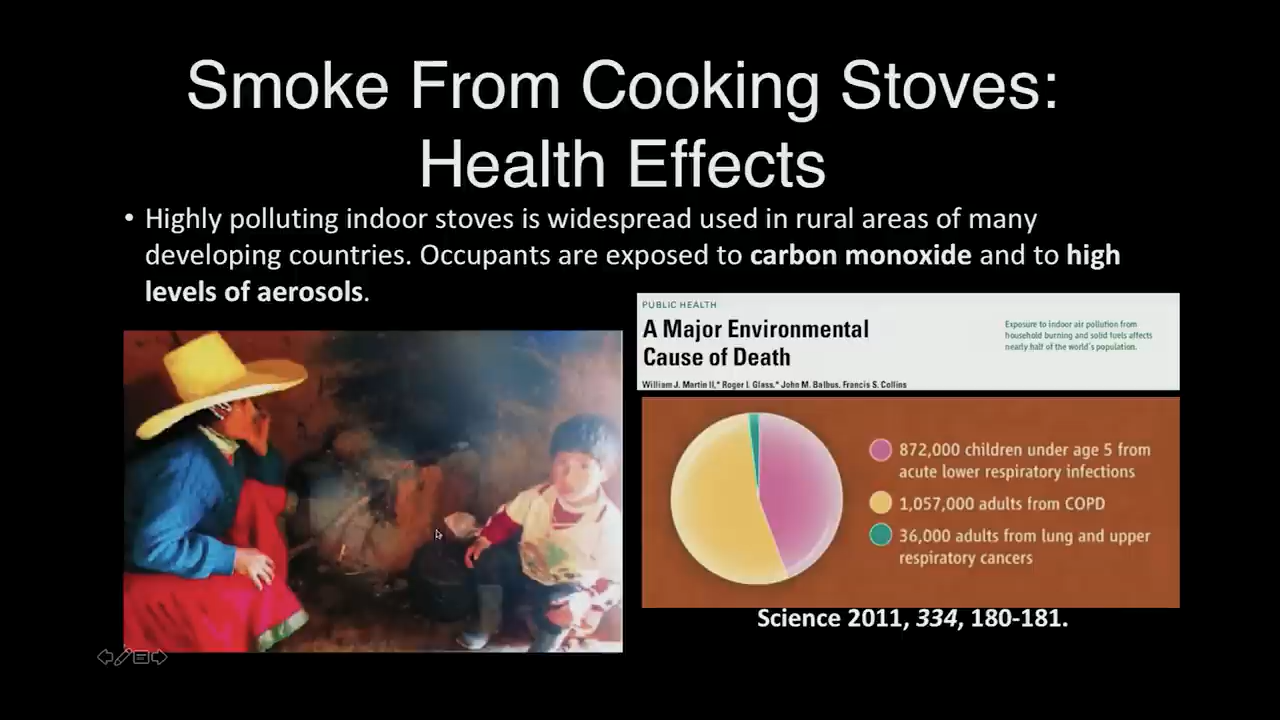 Smoke From Cooking Stoves:
Health Effects
• Highly polluting indoor stoves is widespread used in rural areas of many
developing countries. Occupants are exposed to carbon monoxide and to high
levels of aerosols.
PUBLIC HEALTH
A Major Environmental
Cause of Death
William J. Martin II,* Roger I. Glass,* John M. Balbus, Francis S. Collins
Exposure to indoor air pollution from
household burning and solid fuels affects
nearly half of the world's population.
872,000 children under age 5 from
acute lower respiratory infections
1,057,000 adults from COPD
36,000 adults from lung and upper
respiratory cancers
Science 2011, 334, 180-181.